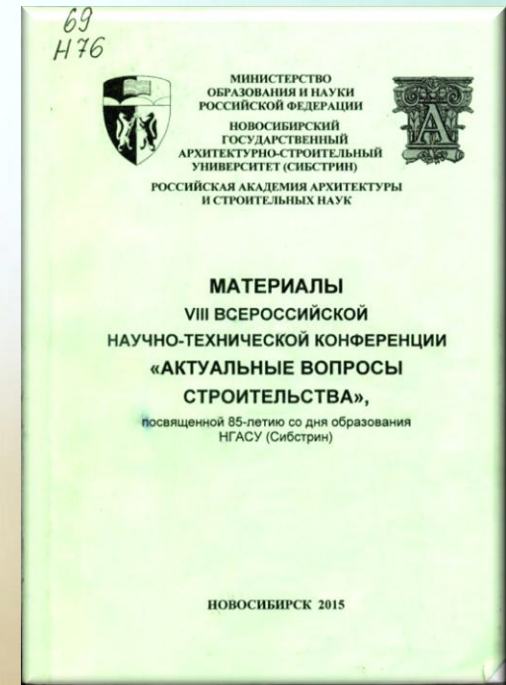 69
Н76
МИНИСТЕРСТВО
ОБРАЗОВАНИЯ И НАУКИ
РОССИЙСКОЙ ФЕДЕРАЦИИ
НОВОСИБИРСКИЙ
ГОСУДАРСТВЕННЫЙ
АРХИТЕКТУРНО-СТРОИТЕЛЬНЫЙ
УНИВЕРСИТЕТ (СИБСТРИН)
РОССИЙСКАЯ АКАДЕМИЯ АРХИТЕКТУРЫ
И СТРОИТЕЛЬНЫХ НАУК
А
МАТЕРИАЛЫ
VIII ВСЕРОССИЙСКОЙ
НАУЧНО-ТЕХНИЧЕСКОЙ КОНФЕРЕНЦИИ
«АКТУАЛЬНЫЕ ВОПРОСЫ
СТРОИТЕЛЬСТВА»,
посвященной 85-летию со дня образования
НГАСУ (Сибстрин)
НОВОСИБИРСК 2015